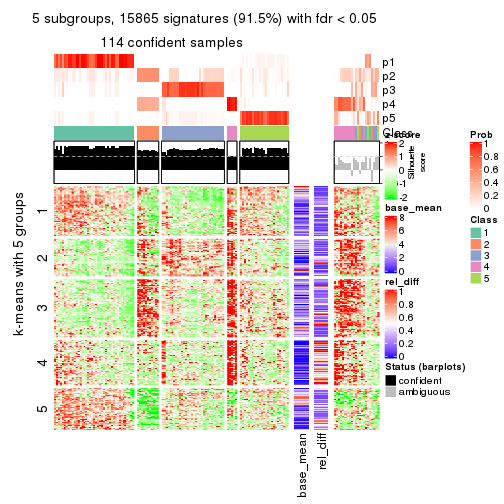 5 subgroups, 15865 signatures (91.5%) with fdr < 0.05
114 confident samples
p1
p2
p3
p4
p5
Class
Silhouette
score
k-means with 5 groups
1
2
3
4
5
base_mean
rel_diff
z-score
2
1
0
-1
-2
base_mean
8
6
4
2
0
rel_diff
1
0.8
0.6
0.4
0.2
0
Status (barplots)
confident
ambiguous
Prob
1
0.8
0.6
0.4
0.2
0
Class
1
2
3
4
5